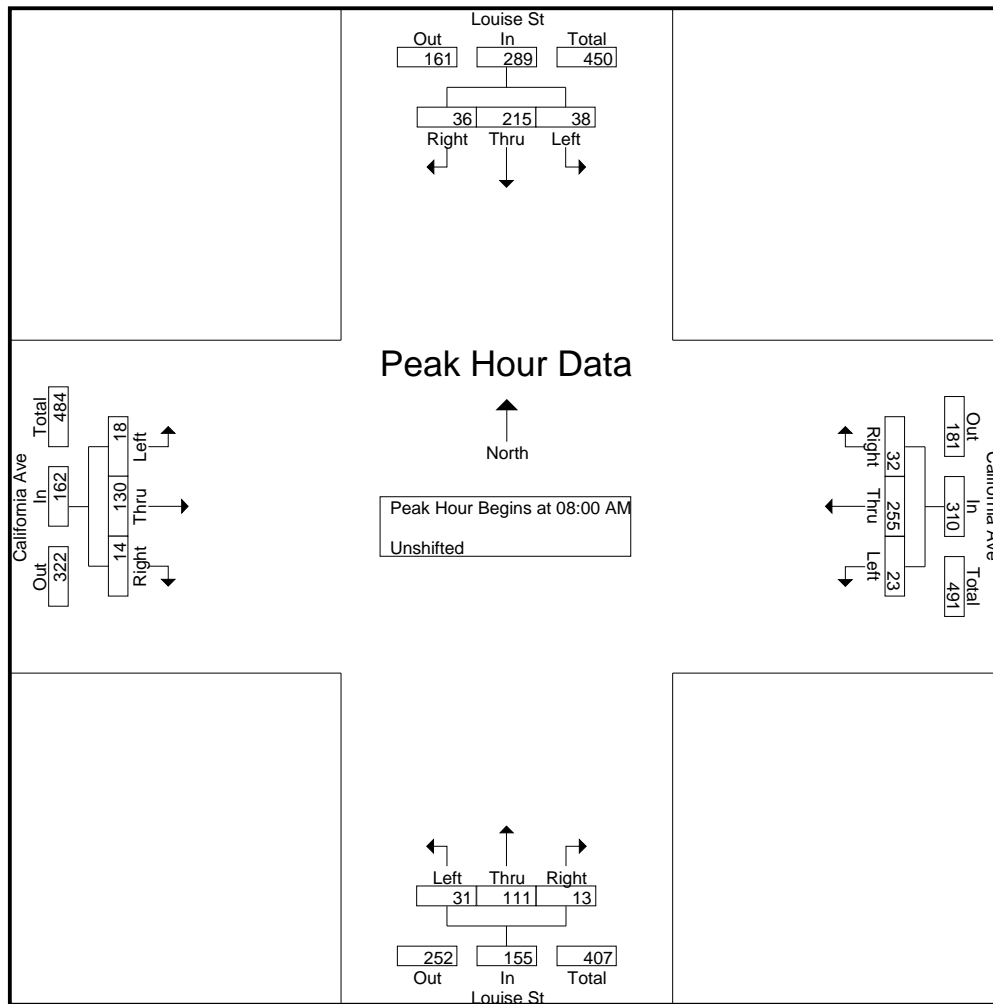 Louise St
Out In Total
161 289 450
36 215 38
Right Thru Left
Peak Hour Data
North
Peak Hour Begins at 08:00 AM
Unshifted
California Ave
Total In Out
484 162 322
18 130 14
Left Thru Right
Right Thru Left
32 255 23
Out In Total
181 310 491
California Ave
Left Thru Right
31 111 13
252 155 407
Out In Total
Louise St